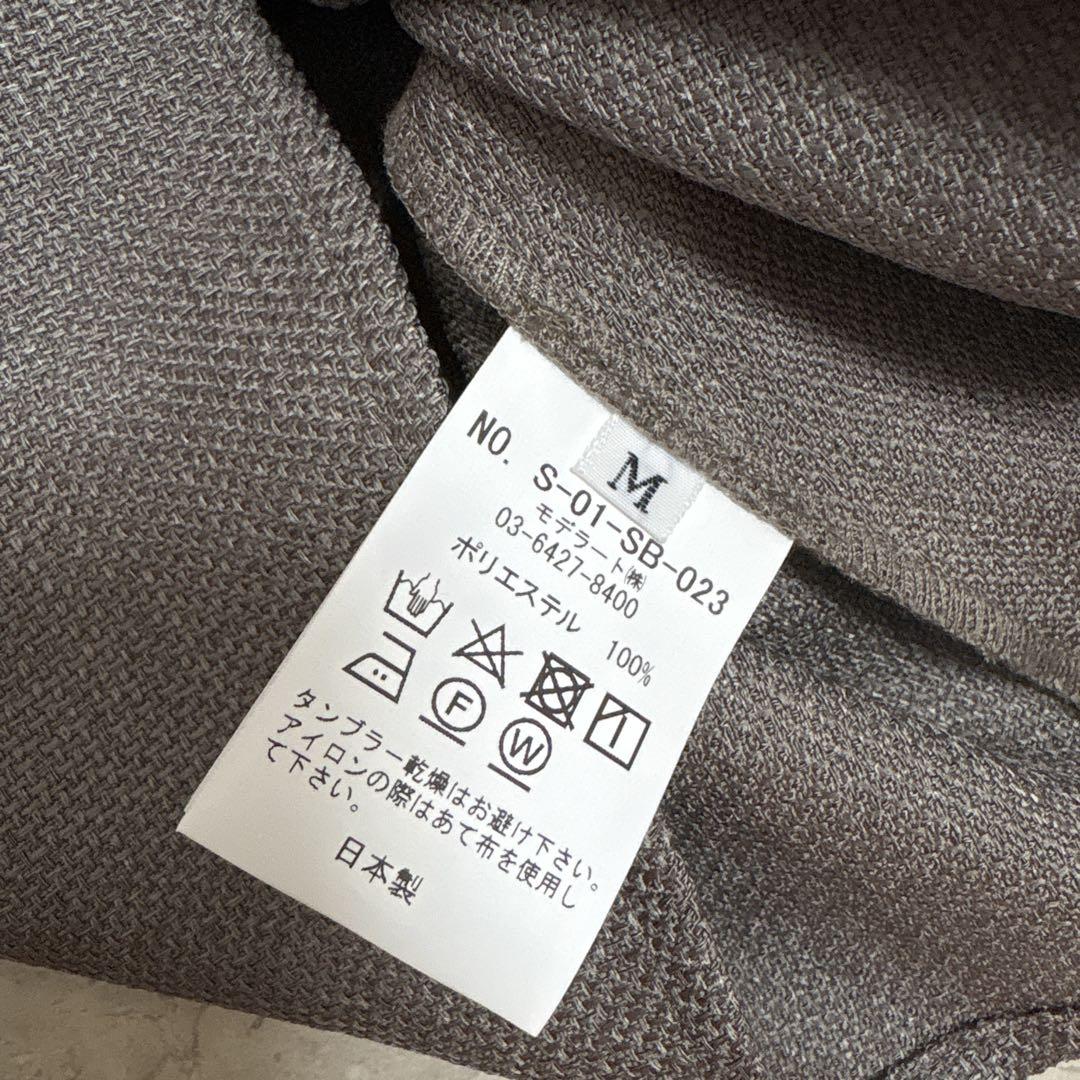 M
NO. S-01-SB-023
モデラート㈱
03-6427-8400
ポリエステル 100%
F W
タンブラー乾燥はお避け下さい。
アイロンの際はあて布を使用し
て下さい。
日本製